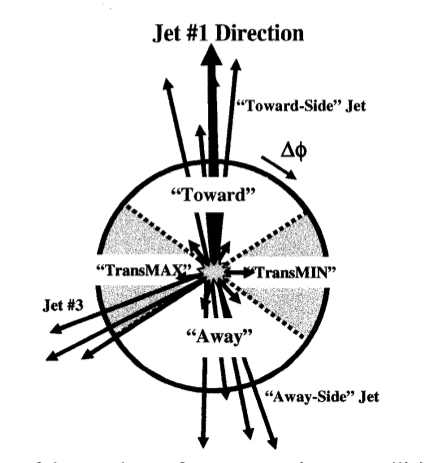 Jet #1 Direction
“Toward-Side” Jet
Δϕ
“Toward”
“TransMAX” “TransMIN”
Jet #3
“Away”
“Away-Side” Jet